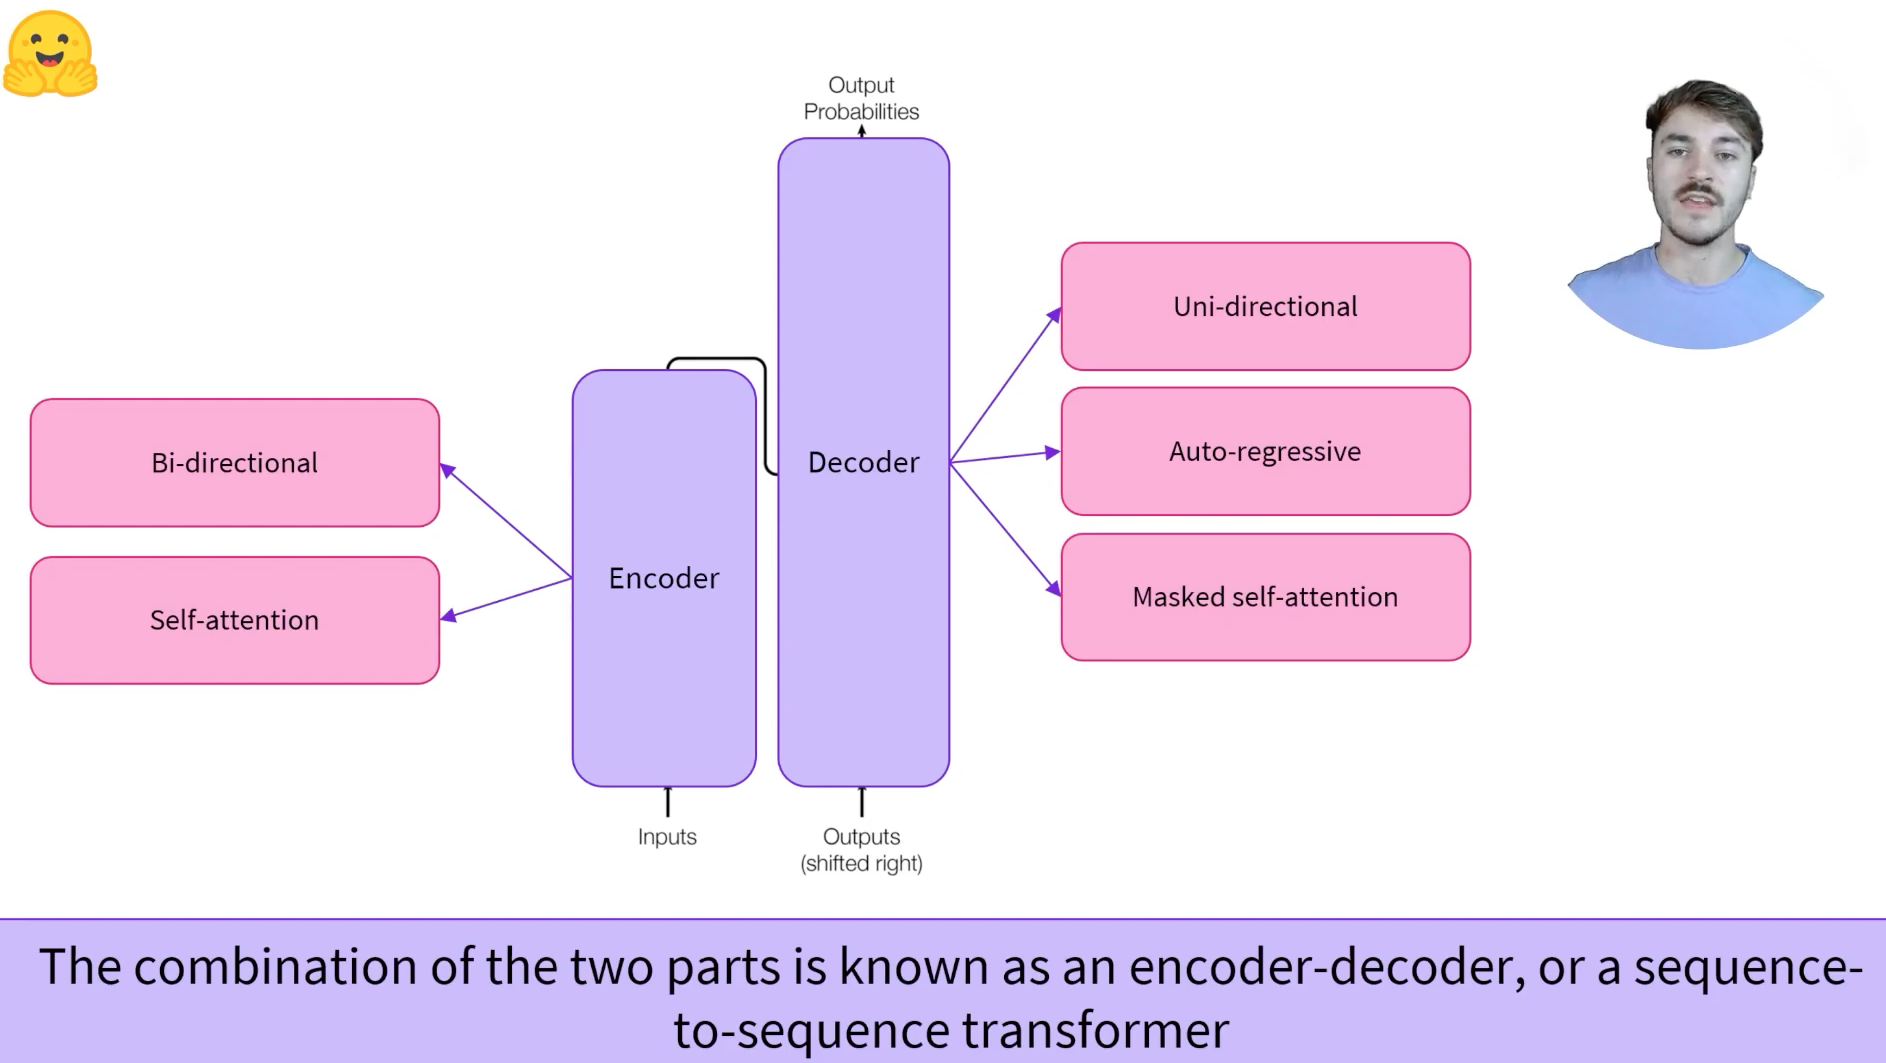 Output
Probabilities
Uni-directional
Auto-regressive
Masked self-attention
Decoder
Encoder
Bi-directional
Self-attention
Inputs
Outputs
(shifted right)
The combination of the two parts is known as an encoder-decoder, or a sequence-
to-sequence transformer